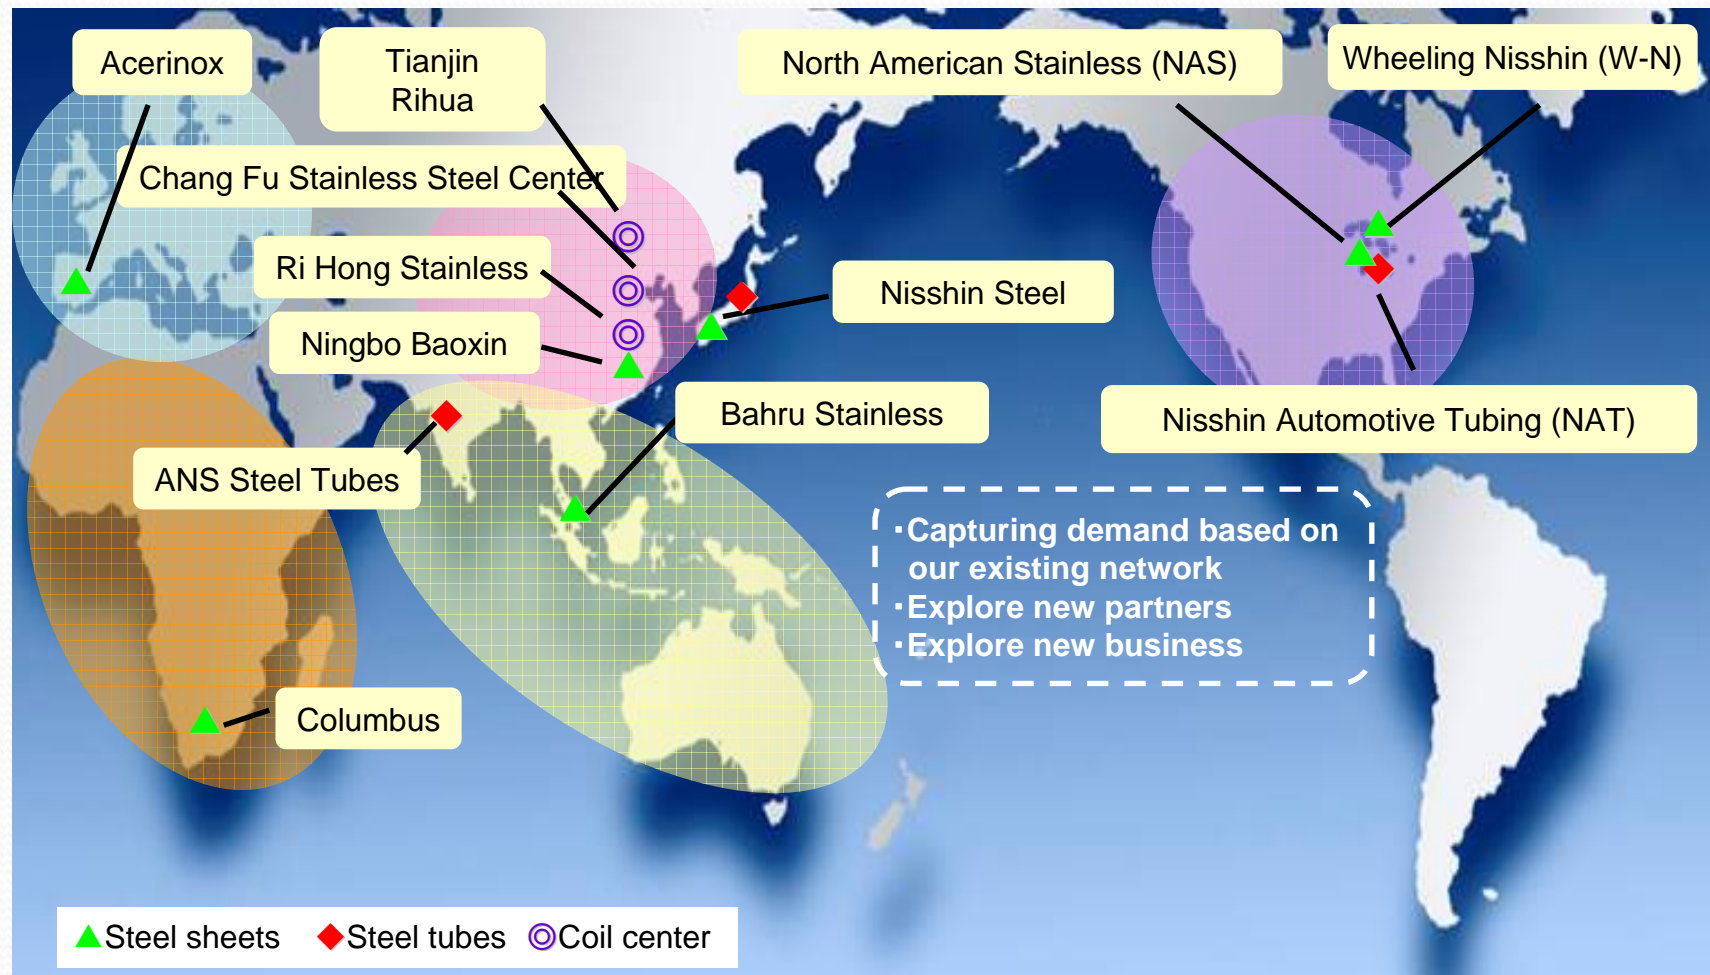 Acerinox
Tianjin
Rihua
North American Stainless (NAS)
Wheeling Nisshin (W-N)
Chang Fu Stainless Steel Center
Ri Hong Stainless
Nisshin Steel
Ningbo Baoxin
Bahru Stainless
Nisshin Automotive Tubing (NAT)
ANS Steel Tubes
・Capturing demand based on
our existing network
・Explore new partners
・Explore new business
Columbus
Steel sheets
Steel tubes
Coil center